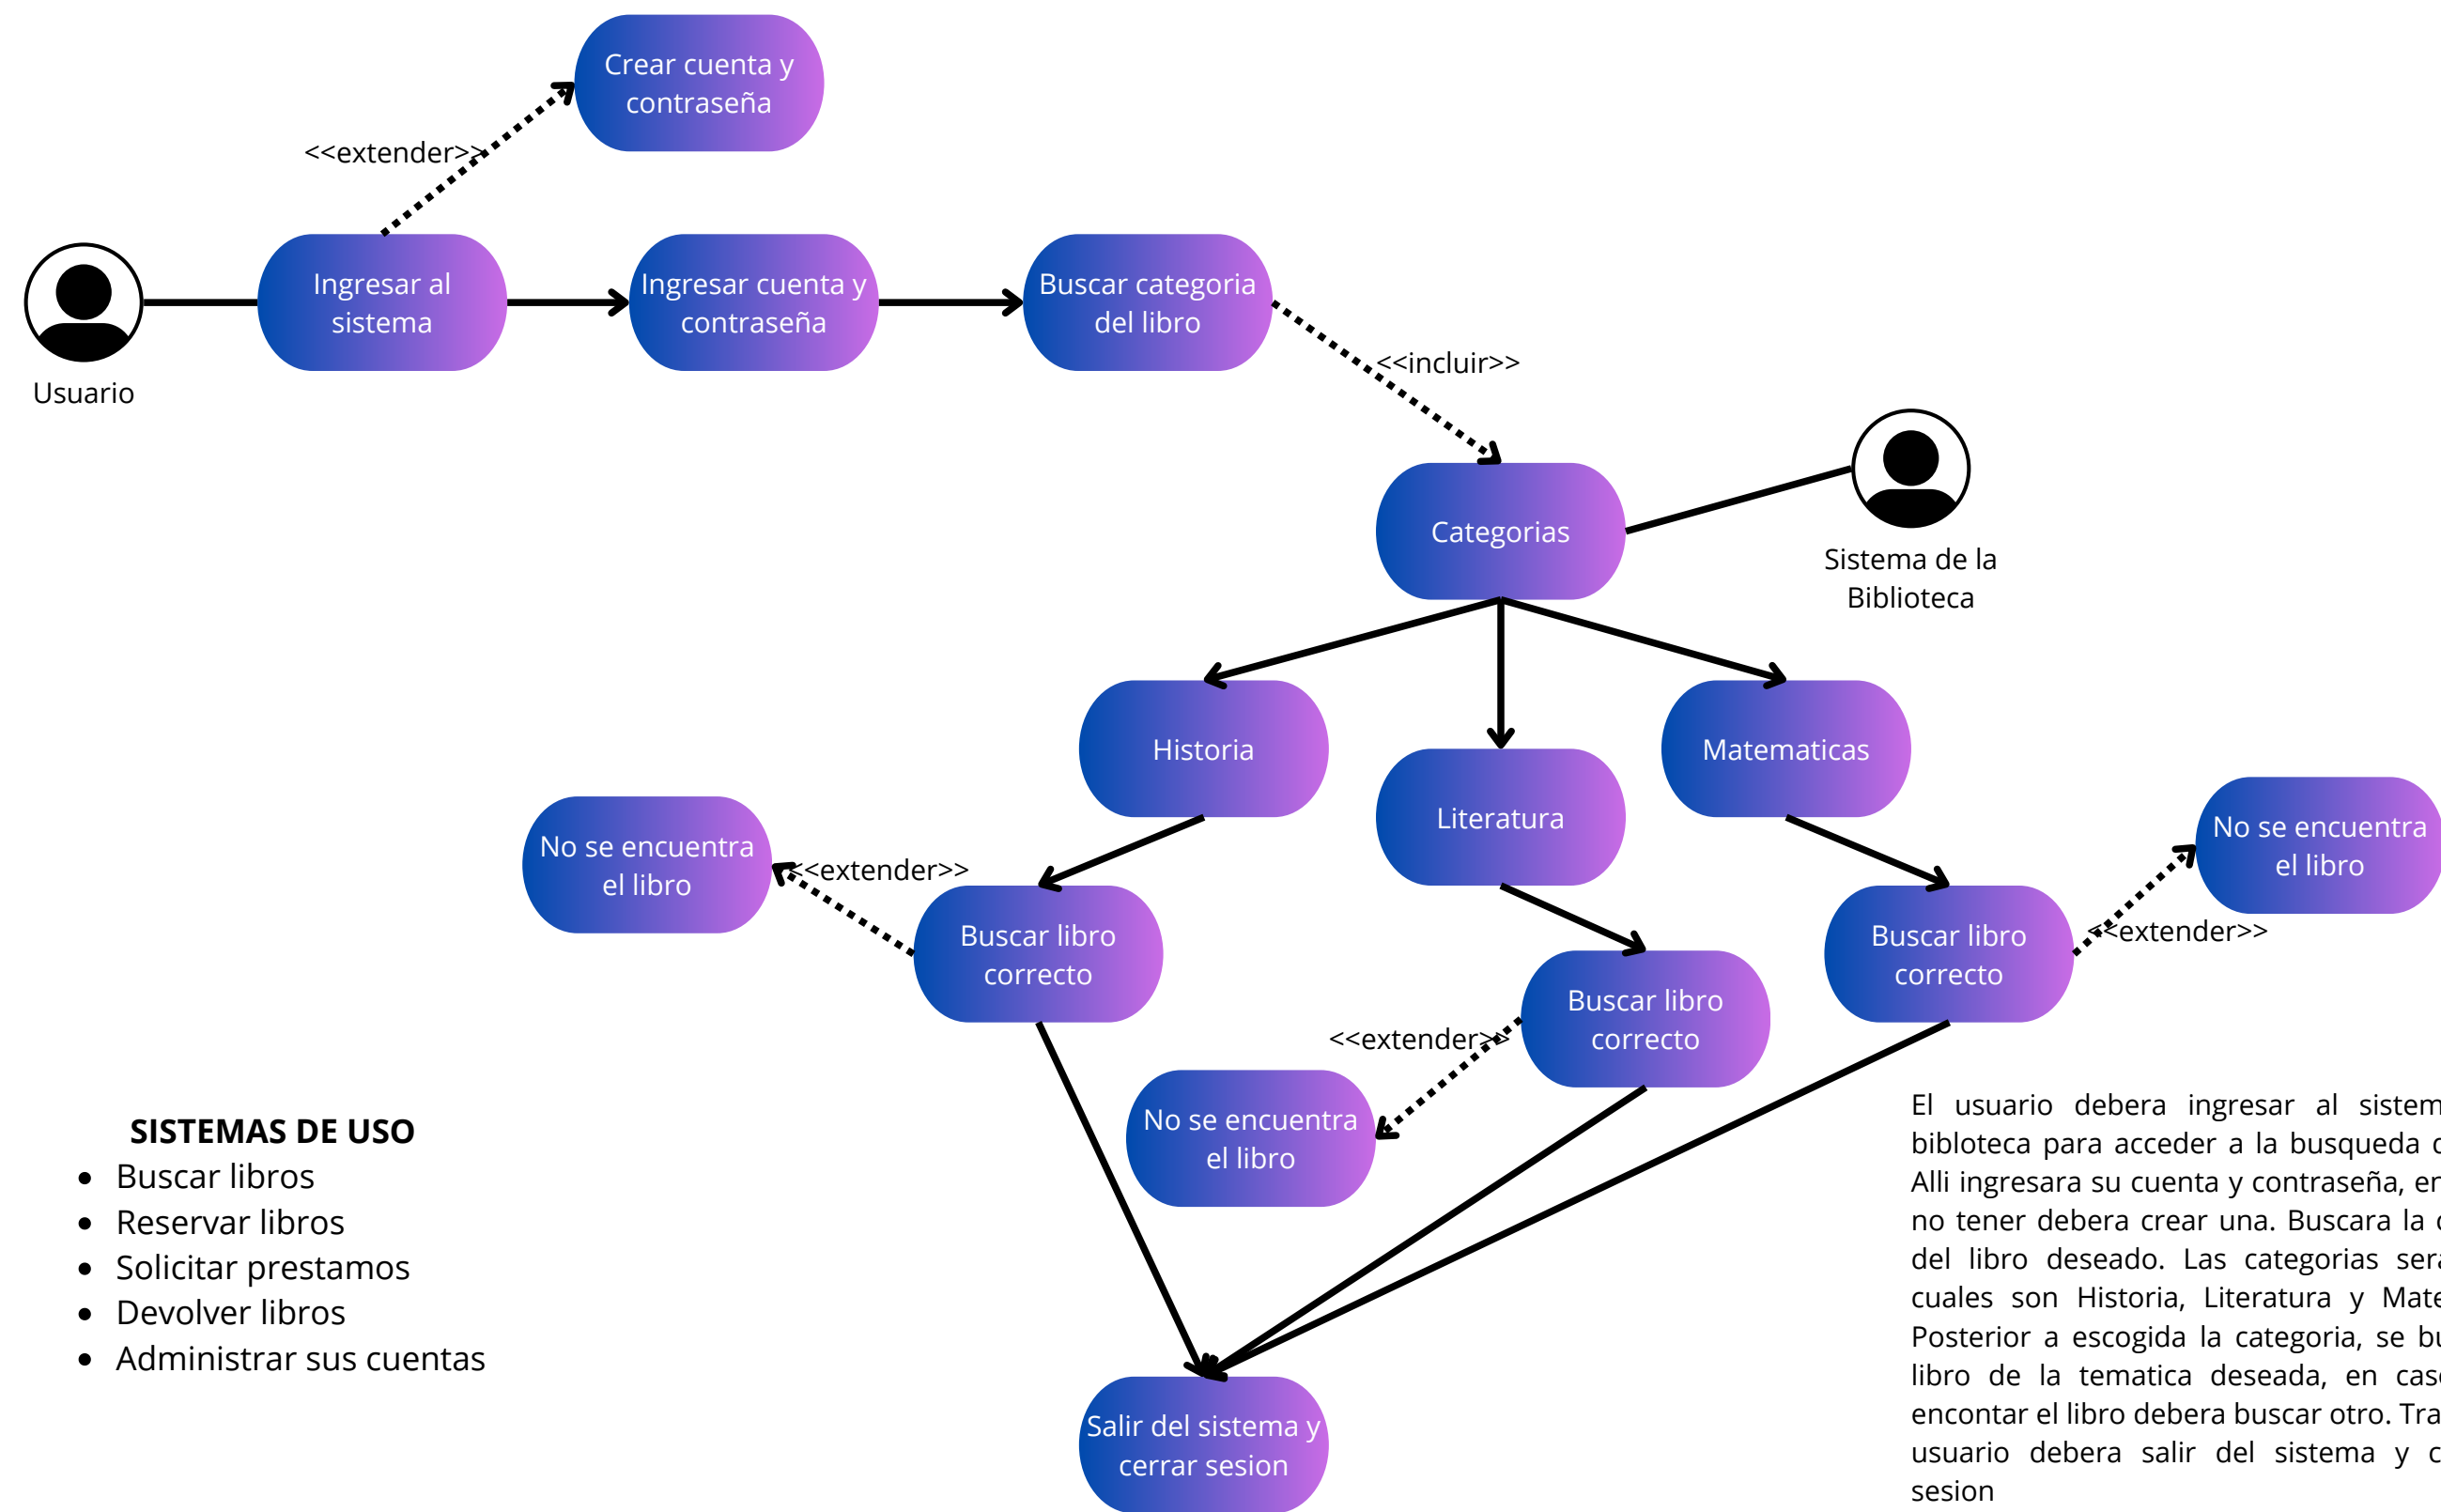 Crear cuenta y
contraseña
<<extender>>
Ingresar al
sistema
Ingresar cuenta y
contraseña
Buscar categoria
del libro
Usuario
<<incluir>>
Categorias
Sistema de la
Biblioteca
Historia
Literatura
Matematicas
No se encuentra
el libro
<<extender>>
Buscar libro
correcto
Buscar libro
correcto
<<extender>>
No se encuentra
el libro
Buscar libro
correcto
<<extender>>
No se encuentra
el libro
Salir del sistema y
cerrar sesion
SISTEMAS DE USO
Buscar libros
Reservar libros
Solicitar prestamos
Devolver libros
Administrar sus cuentas
El usuario debera ingresar al
bibloteca para acceder a la busqueda
Alli ingresara su cuenta y contraseña, en
no tener debera crear una. Buscara la
del libro deseado. Las categorias
cuales son Historia, Literatura y
Posterior a escogida la categoria, se
libro de la tematica deseada, en
encontar el libro debera buscar otro.
usuario debera salir del sistema y
sesion